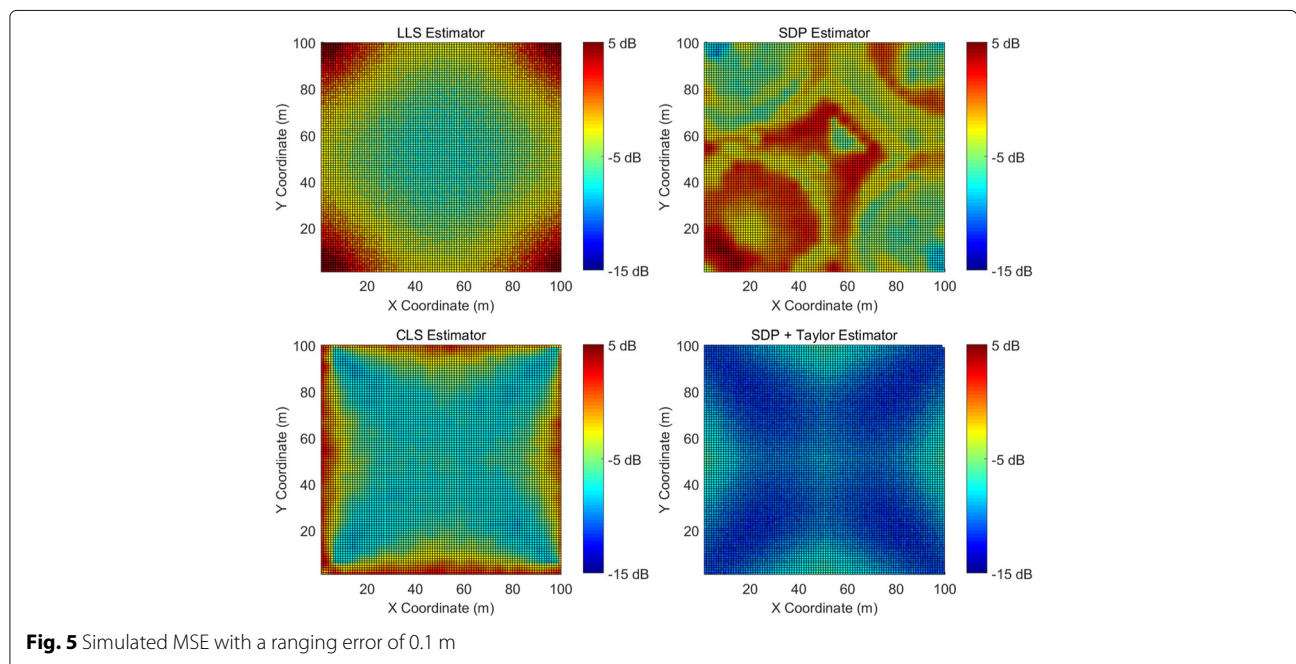 LLS Estimator
100
80
60
40
20
Y Coordinate (m)
20 40 60 80 100
X Coordinate (m)
5 dB
-5 dB
-15 dB
SDP Estimator
100
80
60
40
20
Y Coordinate (m)
20 40 60 80 100
X Coordinate (m)
5 dB
-5 dB
-15 dB
CLS Estimator
100
80
60
40
20
Y Coordinate (m)
20 40 60 80 100
X Coordinate (m)
5 dB
-5 dB
-15 dB
SDP + Taylor Estimator
100
80
60
40
20
Y Coordinate (m)
20 40 60 80 100
X Coordinate (m)
5 dB
-5 dB
-15 dB
Fig. 5 Simulated MSE with a ranging error of 0.1 m